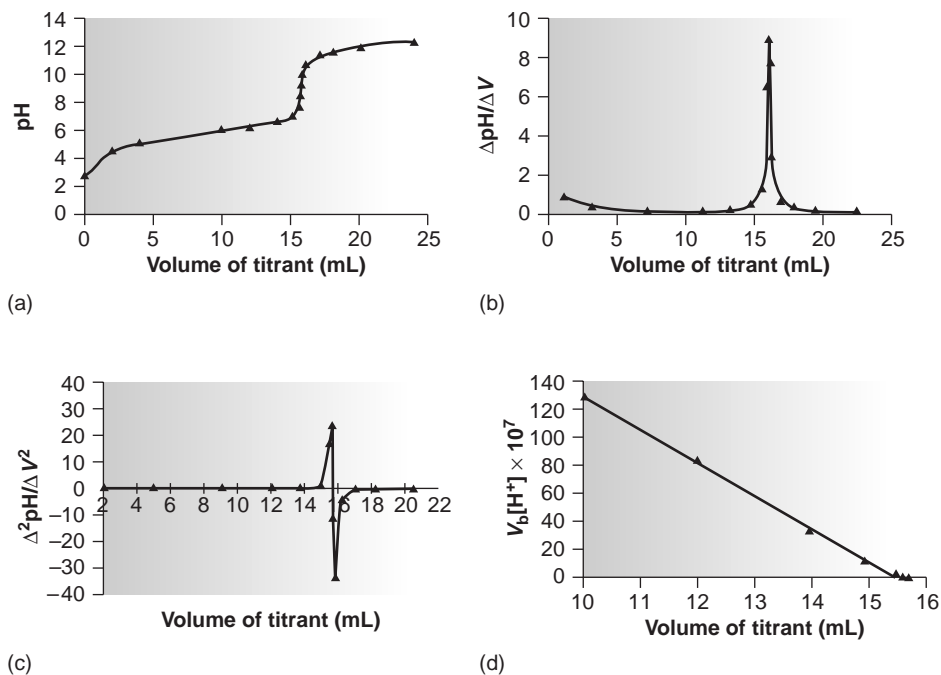 14
12
10
8
6
4
2
0
pH
0 5 10 15 20 25
Volume of titrant (mL)
(a)
10
8
6
4
2
0
ΔpH/ΔV
0 5 10 15 20 25
Volume of titrant (mL)
(b)
40
30
20
10
0
–10
–20
–30
–40
Δ²pH/ΔV²
2 4 6 8 10 12 14 16 18 20 22
Volume of titrant (mL)
(c)
140
120
100
80
60
40
20
0
Vb[H⁺] × 10⁷
10 11 12 13 14 15 16
Volume of titrant (mL)
(d)